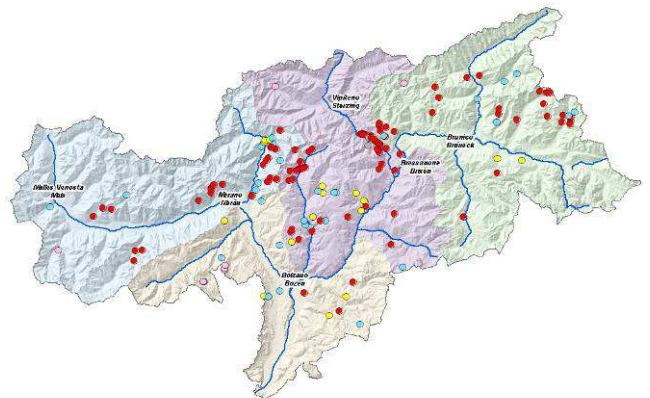 Vipiteno
Sterzing
Brunico
Bruneck
Bressanone
Brixen
Malles Venosta
Mals
Merano
Meran
Bolzano
Bozen